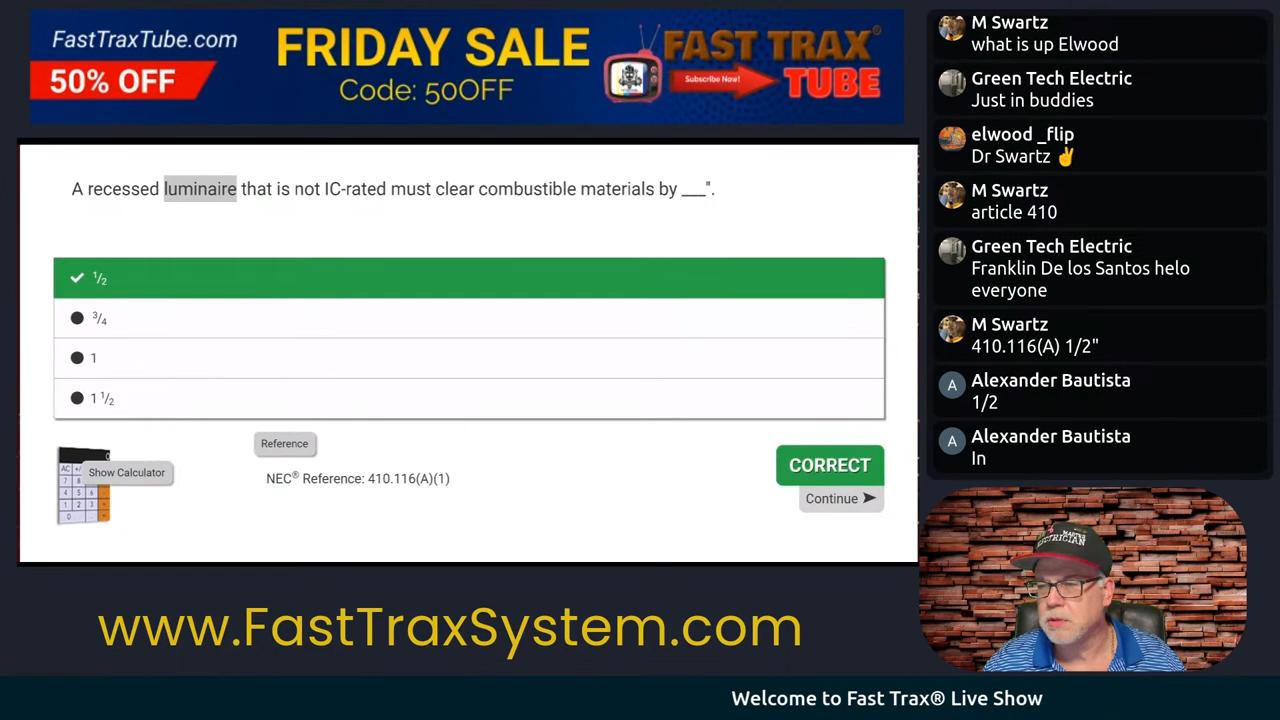 FastTraxTube.com
50% OFF
FRIDAY SALE
Code: 50OFF
Subscribe Now!
FAST TRAX®
TUBE
A recessed luminaire that is not IC-rated must clear combustible materials by ___".
1/2
3/4
1
1 1/2
Show Calculator
Reference
NEC® Reference: 410.116(A)(1)
CORRECT
Continue
www.FastTraxSystem.com
Welcome to Fast Trax® Live Show
M Swartz
what is up Elwood
Green Tech Electric
Just in buddies
elwood _flip
Dr Swartz ✌
M Swartz
article 410
Green Tech Electric
Franklin De los Santos helo
everyone
M Swartz
410.116(A) 1/2"
A
Alexander Bautista
1/2
A
Alexander Bautista
In
MASTER
ELECTRICIAN